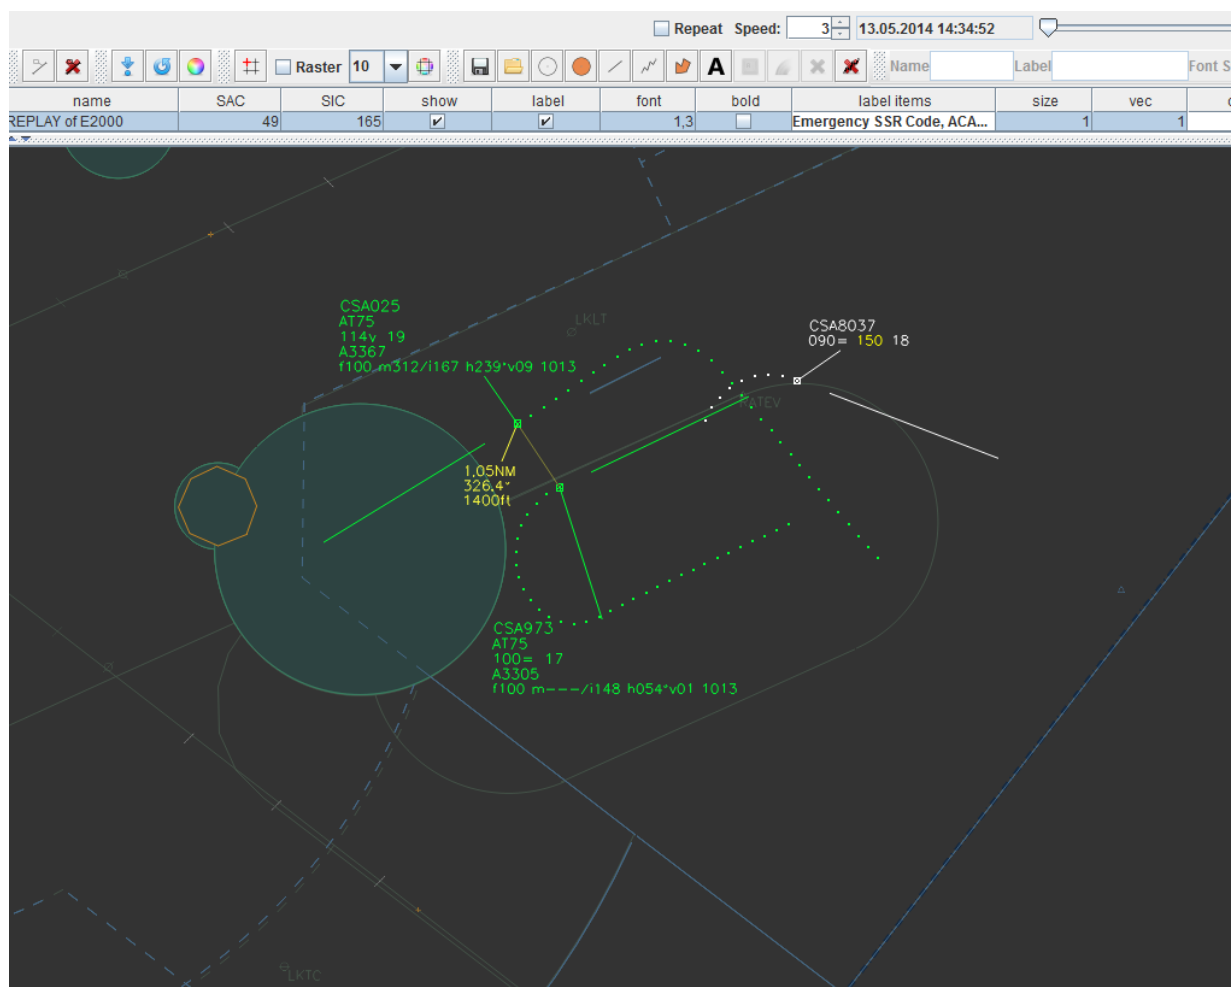 Repeat Speed: 3 13.05.2014 14:34:52
Raster 10 A Name Label Font S
name SAC SIC show label font bold label items size vec
REPLAY of E2000 49 165 1,3 Emergency SSR Code, ACA... 1 1
CSA025
AT75
114v 19
A3367
f100 m312/i167 h239°v09 1013
LKLT
CSA8037
090= 150 18
RATEV
1,05NM
326.4°
1400ft
CSA973
AT75
100= 17
A3305
f100 m---/i148 h054°v01 1013
LKTC